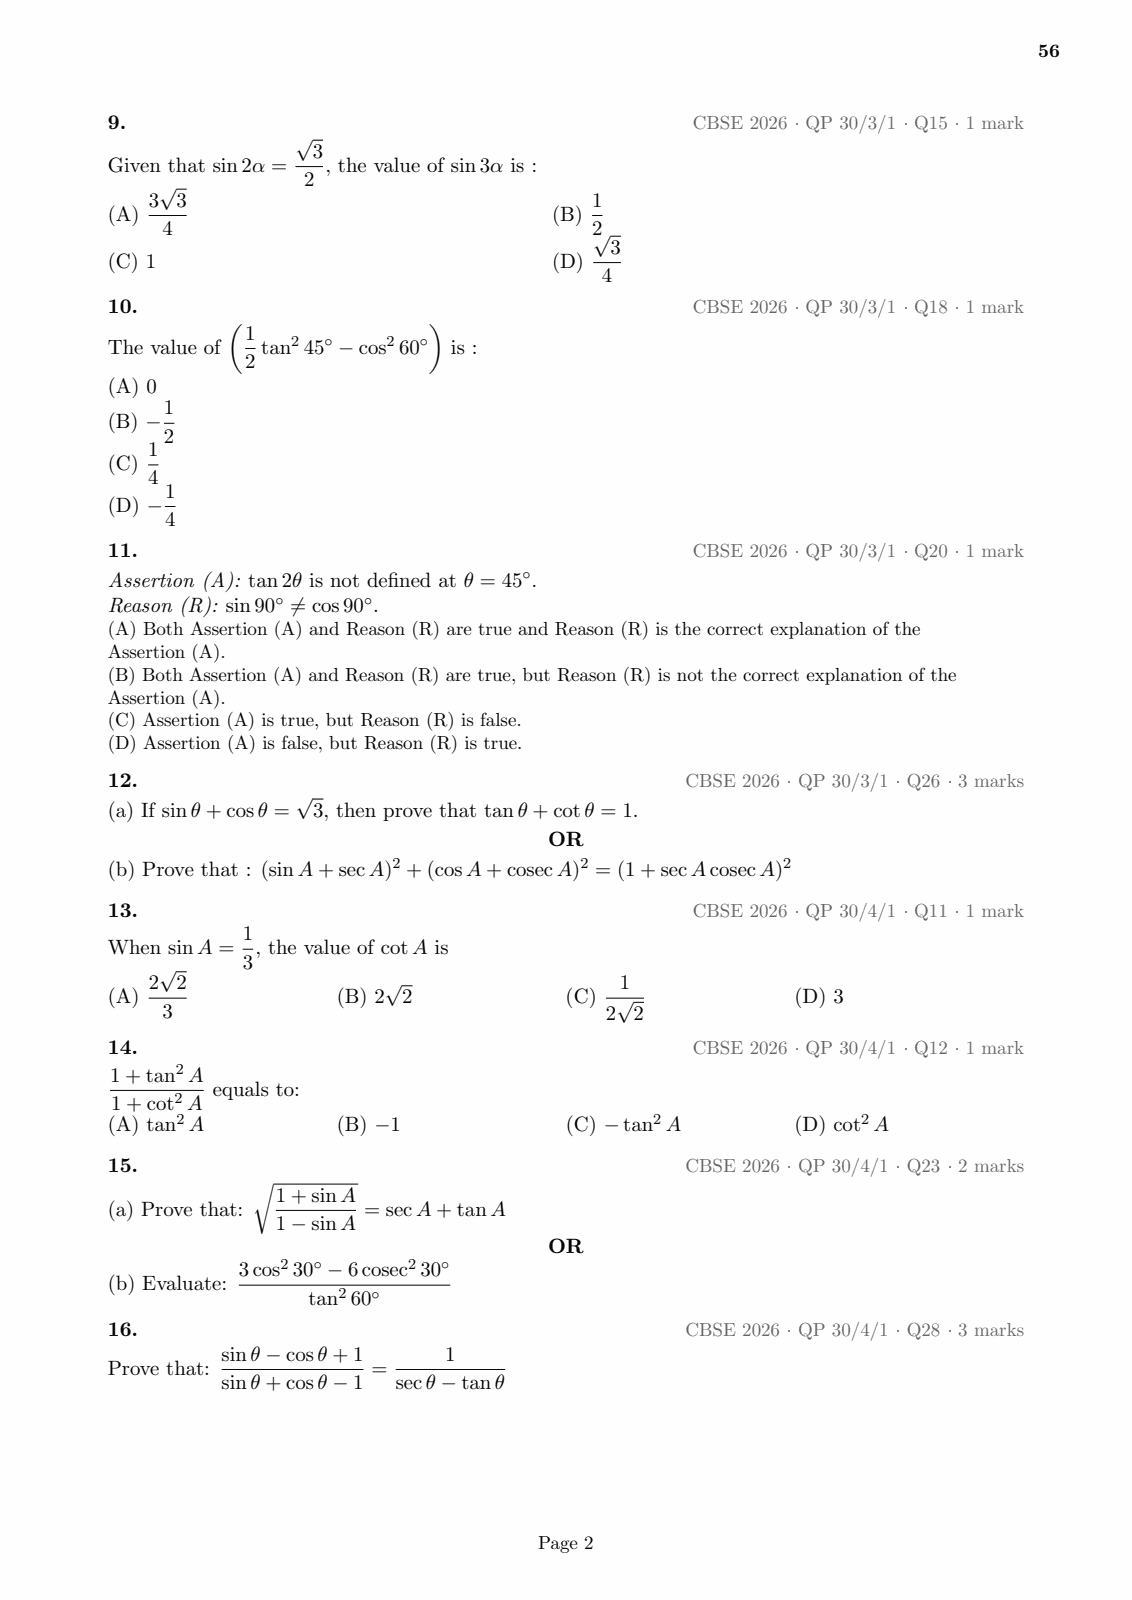 56
9. CBSE 2026 · QP 30/3/1 · Q15 · 1 mark
Given that sin 2α = √3/2, the value of sin 3α is :
(A) 3√3/4 (B) 1/2
(C) 1 (D) √3/4
10. CBSE 2026 · QP 30/3/1 · Q18 · 1 mark
The value of (1/2 tan² 45° − cos² 60°) is :
(A) 0
(B) −1/2
(C) 1/4
(D) −1/4
11. CBSE 2026 · QP 30/3/1 · Q20 · 1 mark
Assertion (A): tan 2θ is not defined at θ = 45°.
Reason (R): sin 90° ≠ cos 90°.
(A) Both Assertion (A) and Reason (R) are true and Reason (R) is the correct explanation of the
Assertion (A).
(B) Both Assertion (A) and Reason (R) are true, but Reason (R) is not the correct explanation of the
Assertion (A).
(C) Assertion (A) is true, but Reason (R) is false.
(D) Assertion (A) is false, but Reason (R) is true.
12. CBSE 2026 · QP 30/3/1 · Q26 · 3 marks
(a) If sin θ + cos θ = √3, then prove that tan θ + cot θ = 1.
OR
(b) Prove that : (sin A + sec A)² + (cos A + cosec A)² = (1 + sec A cosec A)²
13. CBSE 2026 · QP 30/4/1 · Q11 · 1 mark
When sin A = 1/3, the value of cot A is
(A) 2√2/3 (B) 2√2 (C) 1/(2√2) (D) 3
14. CBSE 2026 · QP 30/4/1 · Q12 · 1 mark
(1 + tan² A)/(1 + cot² A) equals to:
(A) tan² A (B) −1 (C) − tan² A (D) cot² A
15. CBSE 2026 · QP 30/4/1 · Q23 · 2 marks
(a) Prove that: √((1 + sin A)/(1 − sin A)) = sec A + tan A
OR
(b) Evaluate: (3 cos² 30° − 6 cosec² 30°)/(tan² 60°)
16. CBSE 2026 · QP 30/4/1 · Q28 · 3 marks
Prove that: (sin θ − cos θ + 1)/(sin θ + cos θ − 1) = 1/(sec θ − tan θ)
Page 2